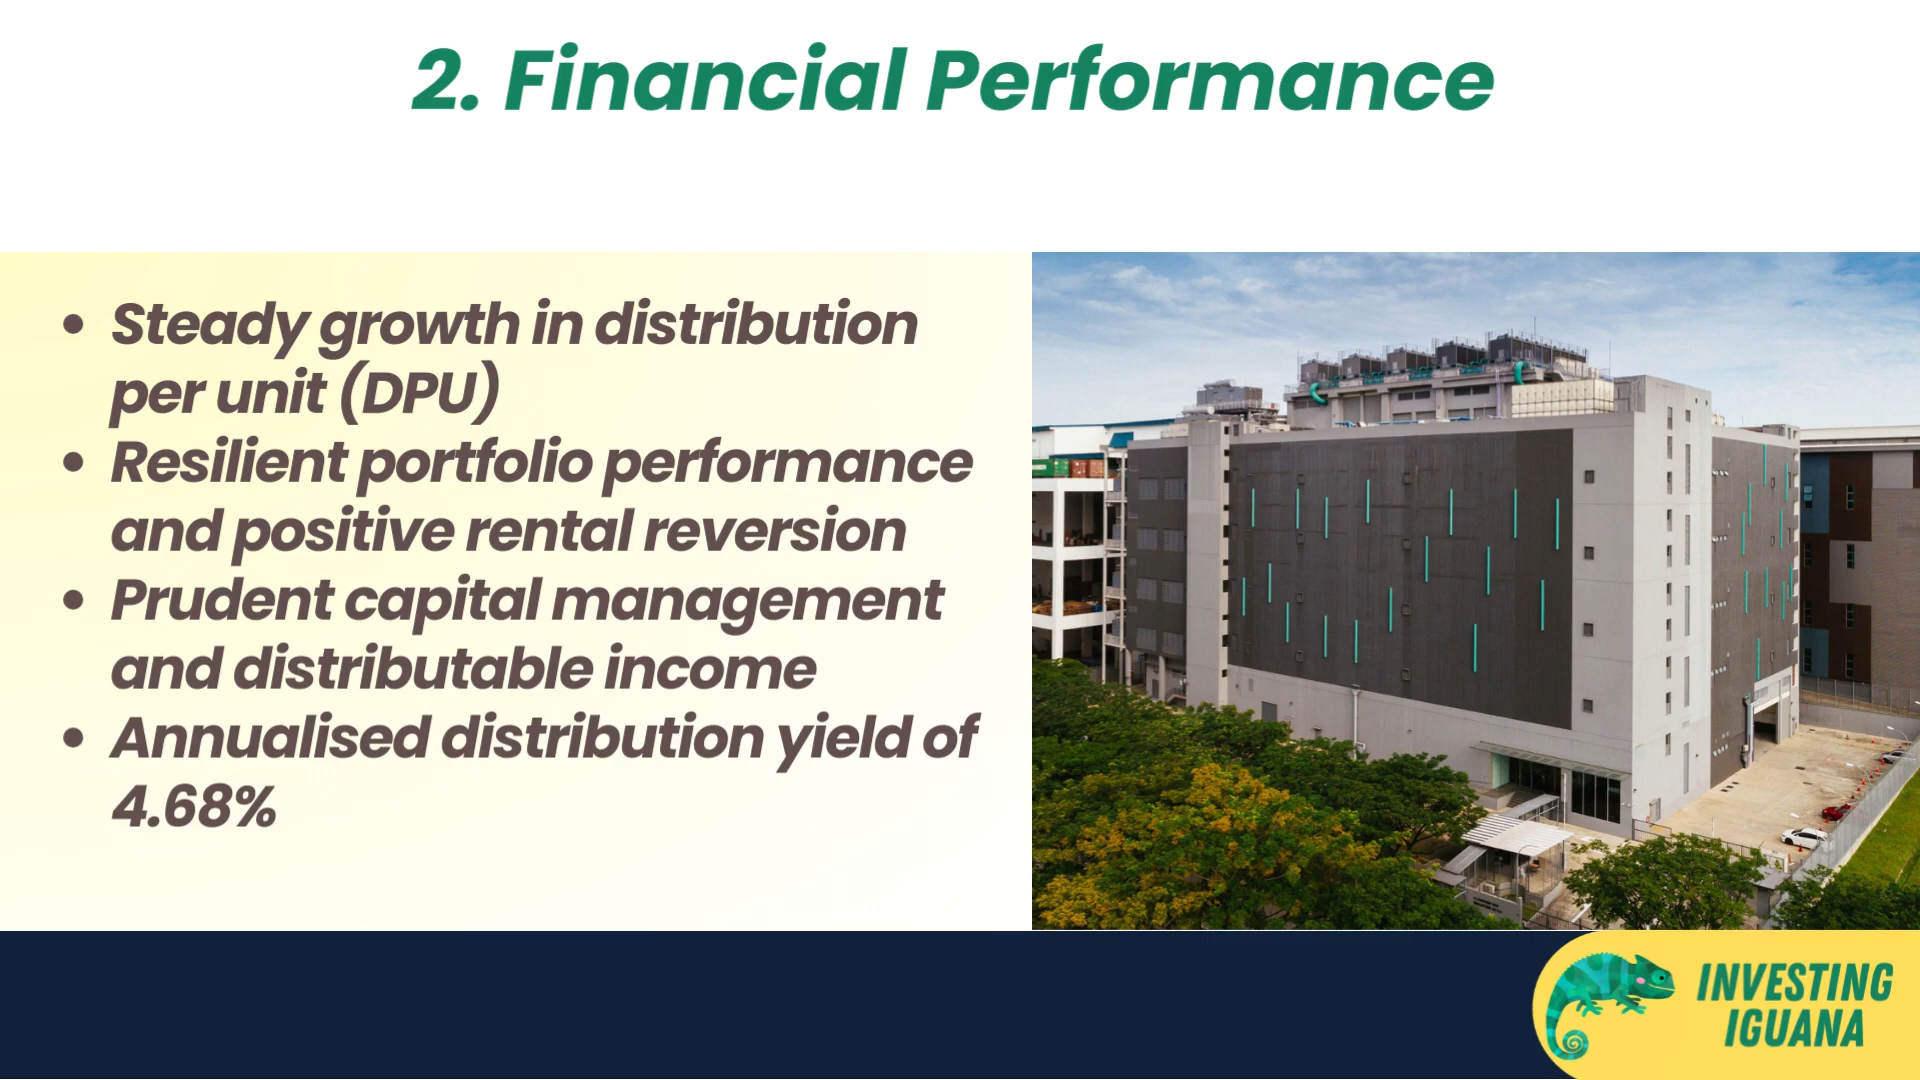 2. Financial Performance
• Steady growth in distribution
per unit (DPU)
• Resilient portfolio performance
and positive rental reversion
• Prudent capital management
and distributable income
• Annualised distribution yield of
4.68%
INVESTING
IGUANA